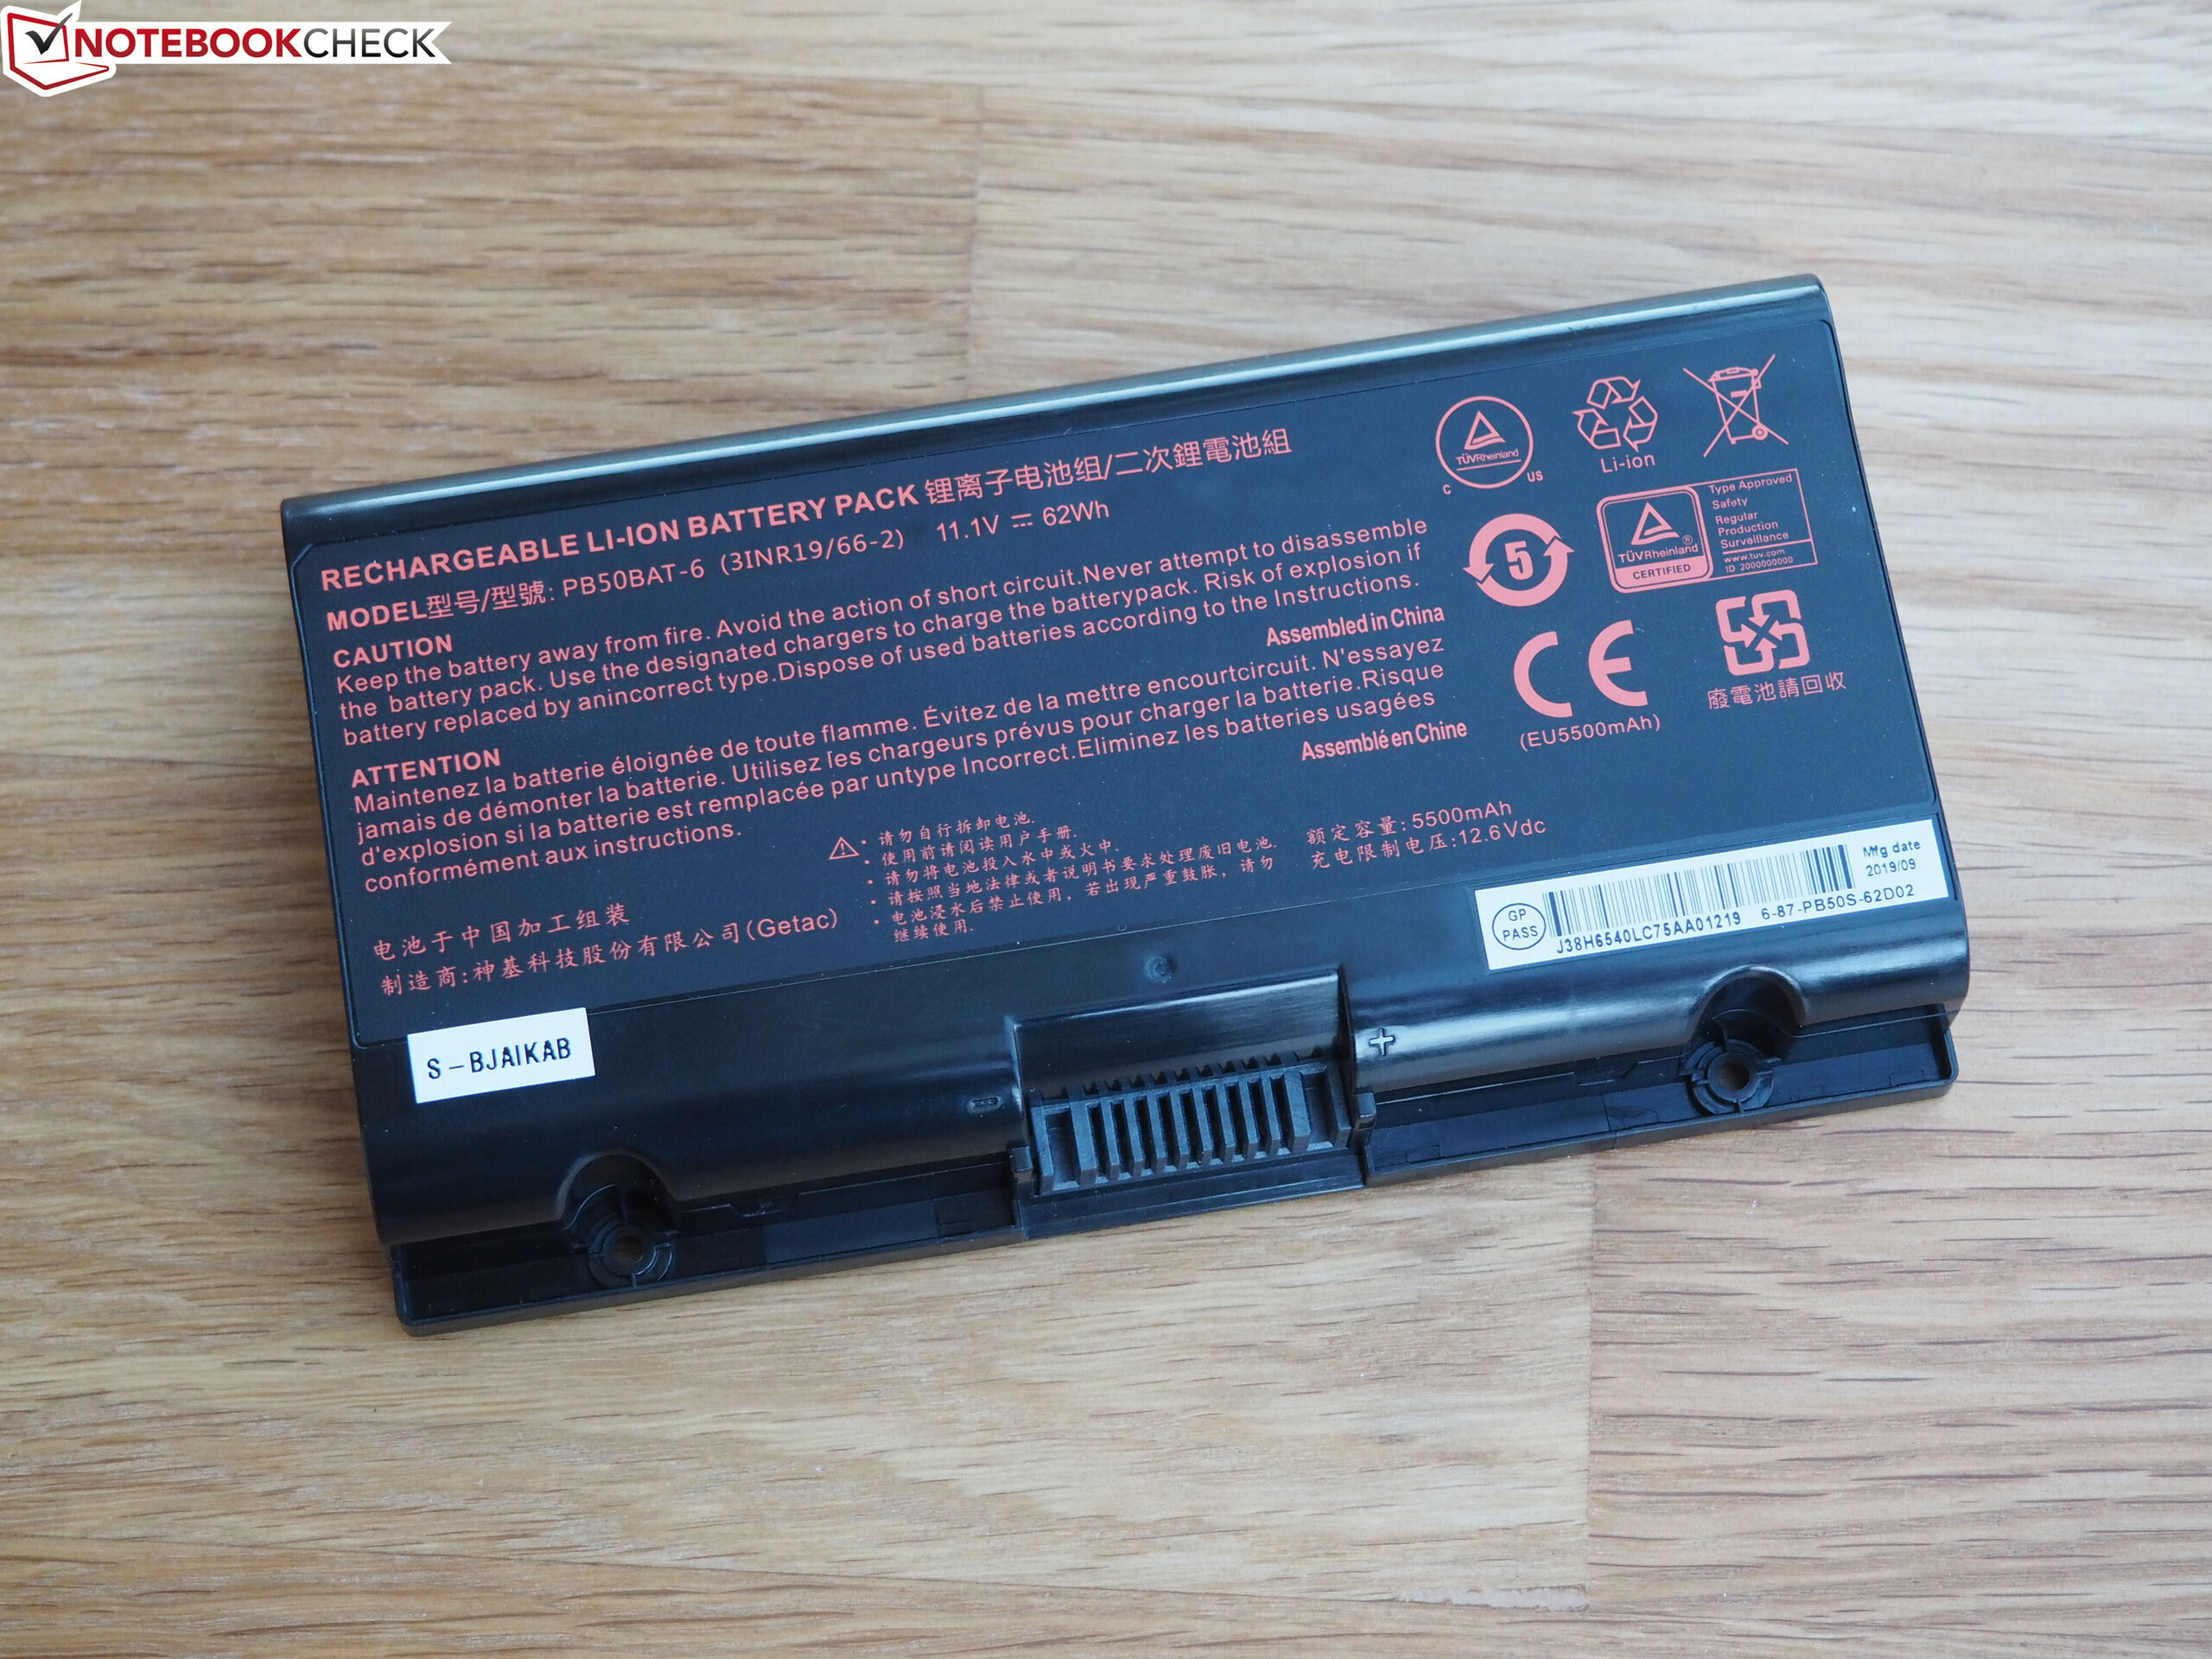 NOTEBOOKCHECK
RECHARGEABLE LI-ION BATTERY PACK 锂离子电池组/二次鋰電池組
MODEL型号/型號: PB50BAT-6 (3INR19/66-2) 11.1V ⎓ 62Wh
CAUTION
Keep the battery away from fire. Avoid the action of short circuit.Never attempt to disassemble
the battery pack. Use the designated chargers to charge the batterypack. Risk of explosion if
battery replaced by anincorrect type.Dispose of used batteries according to the Instructions.
Assembled in China
ATTENTION
Maintenez la batterie éloignée de toute flamme. Évitez de la mettre encourtcircuit. N'essayez
jamais de démonter la batterie. Utilisez les chargeurs prévus pour charger la batterie.Risque
d'explosion si la batterie est remplacée par untype Incorrect.Eliminez les batteries usagées
conformément aux instructions.
Assemblé en Chine
电池于中国加工组装
制造商:神基科技股份有限公司(Getac)
• 请勿自行拆卸电池.
• 使用前请阅读用户手册.
• 请勿将电池投入水中或火中.
• 请按照当地法律或者说明书要求处理废旧电池.
• 电池浸水后禁止使用，若出现严重鼓胀，请勿
继续使用.
额定容量:5500mAh
充电限制电压:12.6Vdc
TÜVRheinland
C US
Li-ion
5
TÜVRheinland®
CERTIFIED
Type Approved
Safety
Regular
Production
Surveillance
www.tuv.com
ID 2000000000
CE
(EU5500mAh)
廢電池請回收
GP
PASS
Mfg date
2019/09
J38H6540LC75AA01219 6-87-PB50S-62D02
S-BJAIKAB
- +